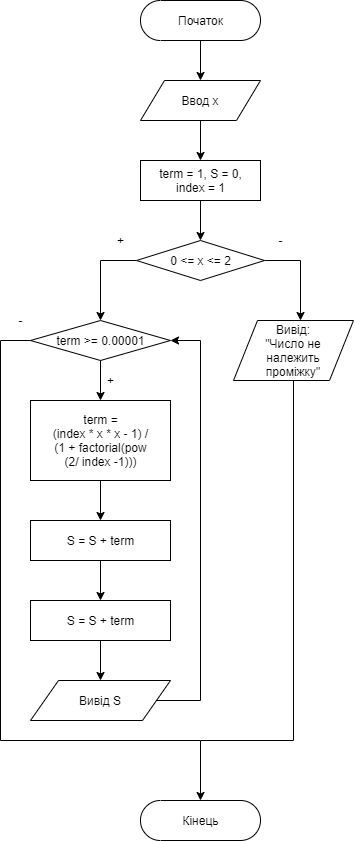 Початок
Ввод x
term = 1, S = 0,
index = 1
+
-
0 <= x <= 2
-
term >= 0.00001
Вивід:
"Число не
належить
проміжку"
+
term =
(index * x * x - 1) /
(1 + factorial(pow
(2/ index -1)))
S = S + term
S = S + term
Вивід S
Кінець